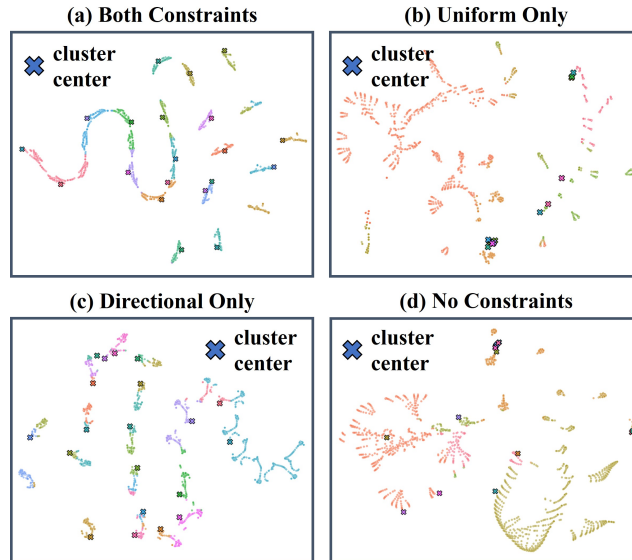 (a) Both Constraints
cluster
center
(b) Uniform Only
cluster
center
(c) Directional Only
cluster
center
(d) No Constraints
cluster
center